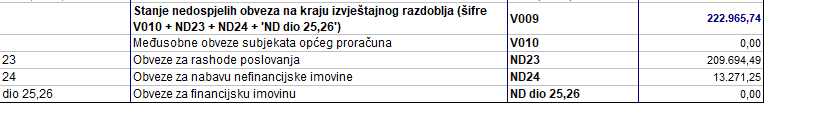 Stanje nedospjelih obveza na kraju izvještajnog razdoblja (šifre V010 + ND23 + ND24 + 'ND dio 25,26') V009 222.965,74
Međusobne obveze subjekata općeg proračuna V010 0,00
23 Obveze za rashode poslovanja ND23 209.694,49
24 Obveze za nabavu nefinancijske imovine ND24 13.271,25
dio 25,26 Obveze za financijsku imovinu ND dio 25,26 0,00